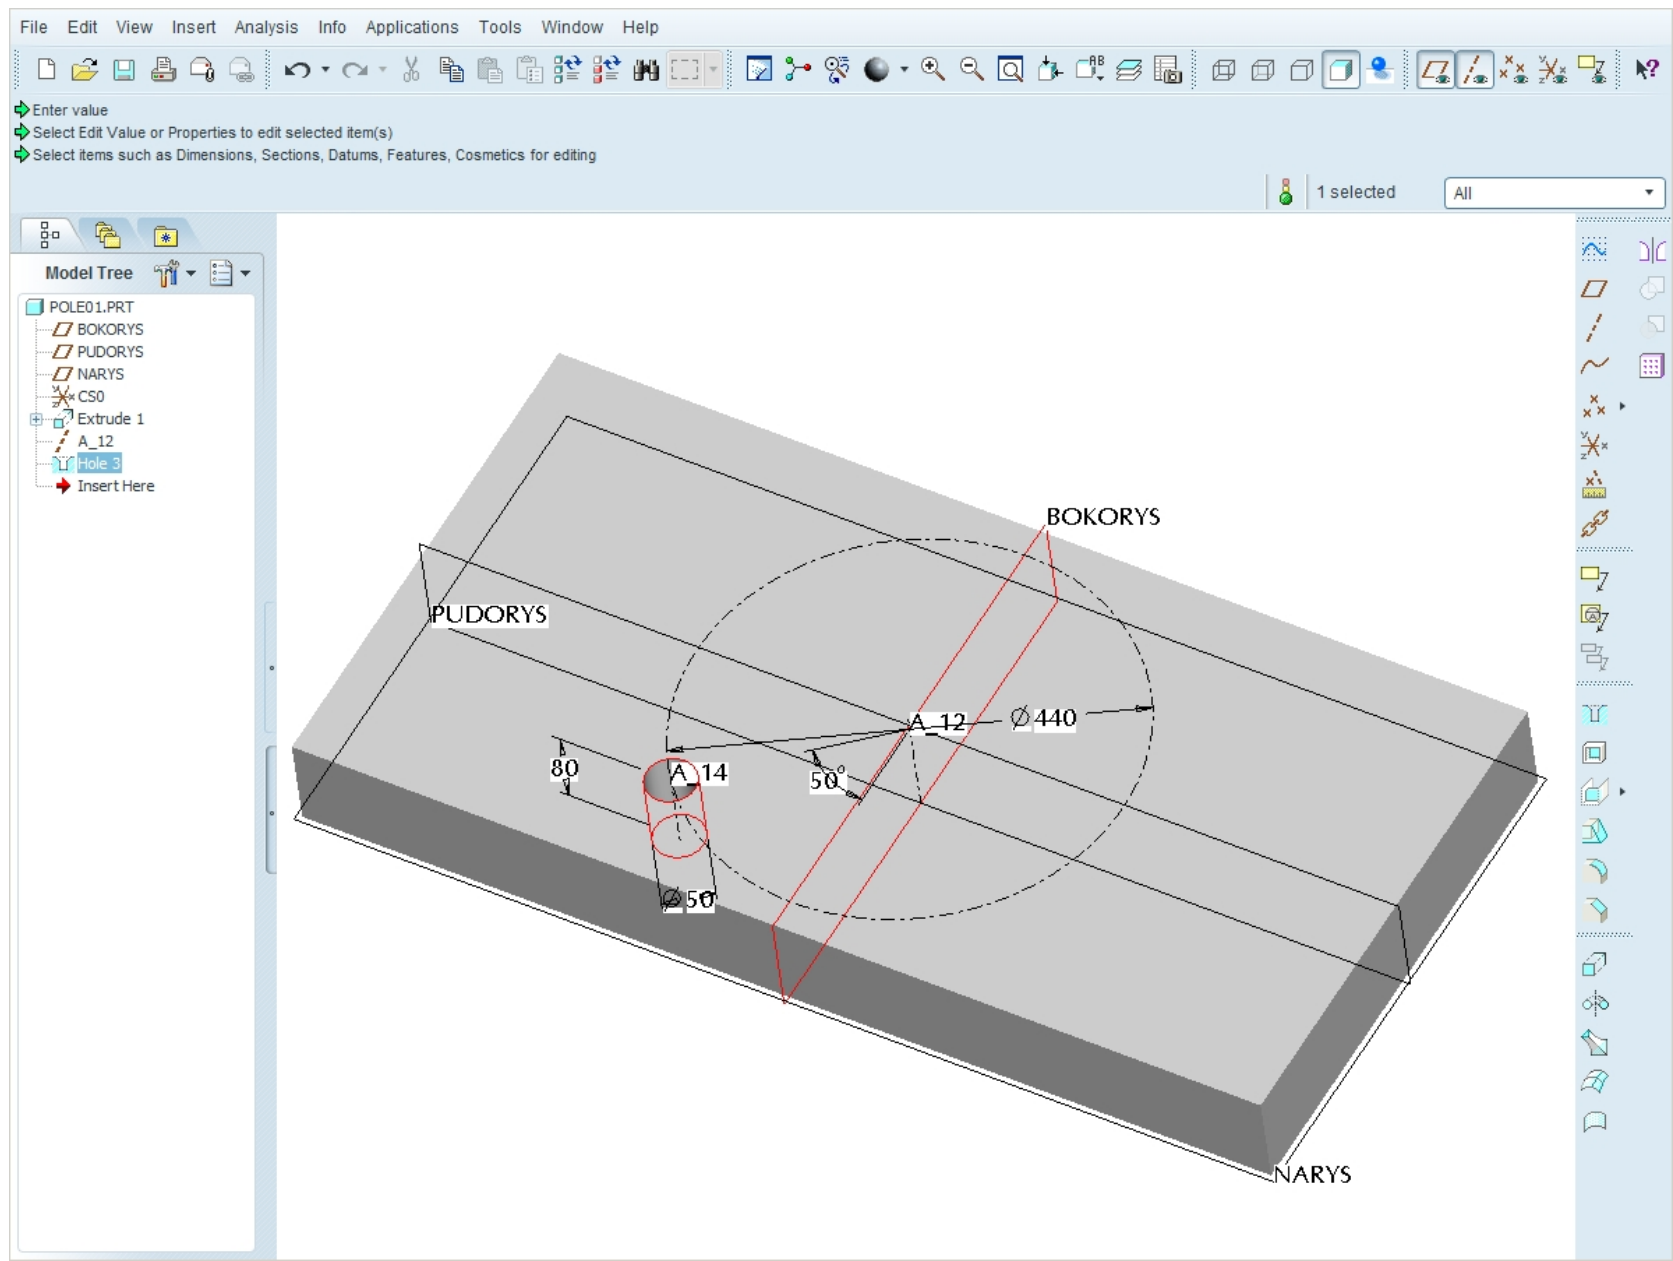 File Edit View Insert Analysis Info Applications Tools Window Help
Enter value
Select Edit Value or Properties to edit selected item(s)
Select items such as Dimensions, Sections, Datums, Features, Cosmetics for editing
1 selected All
Model Tree
POLE01.PRT
BOKORYS
PUDORYS
NARYS
CS0
Extrude 1
A_12
Hole 3
Insert Here
BOKORYS
PUDORYS
A_12
∅ 440
80
A_14
50°
∅ 50
NARYS